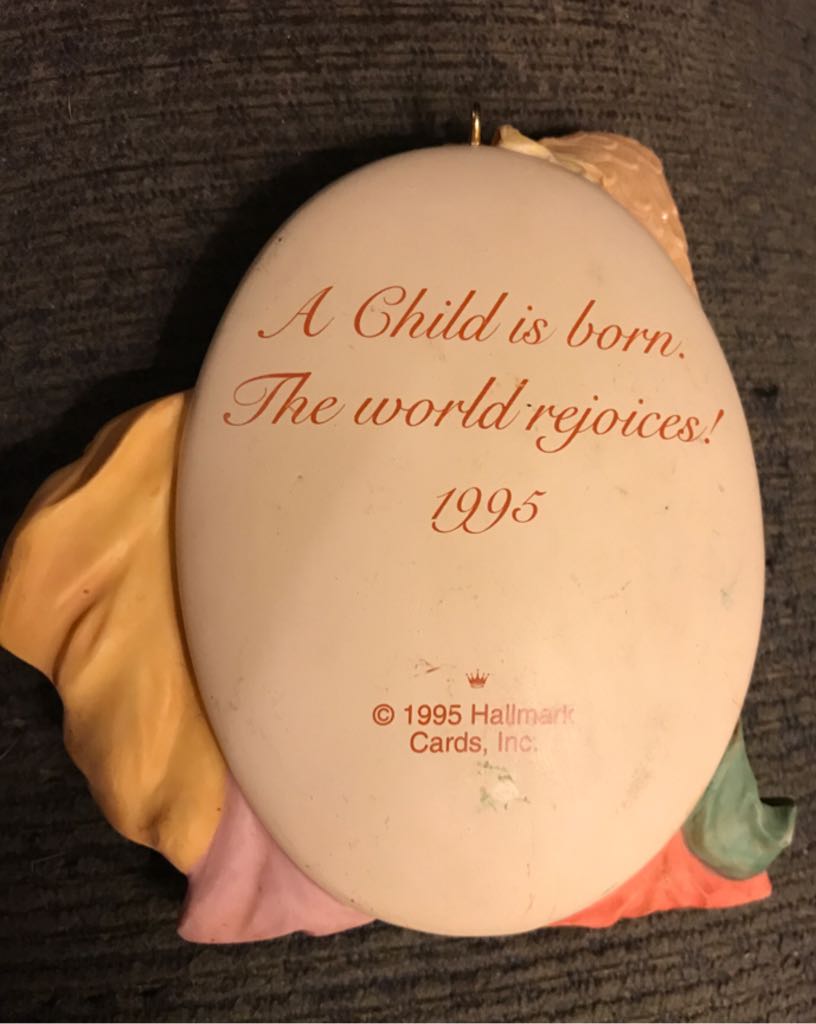 A Child is born.
The world rejoices!
1995
© 1995 Hallmark
Cards, Inc.